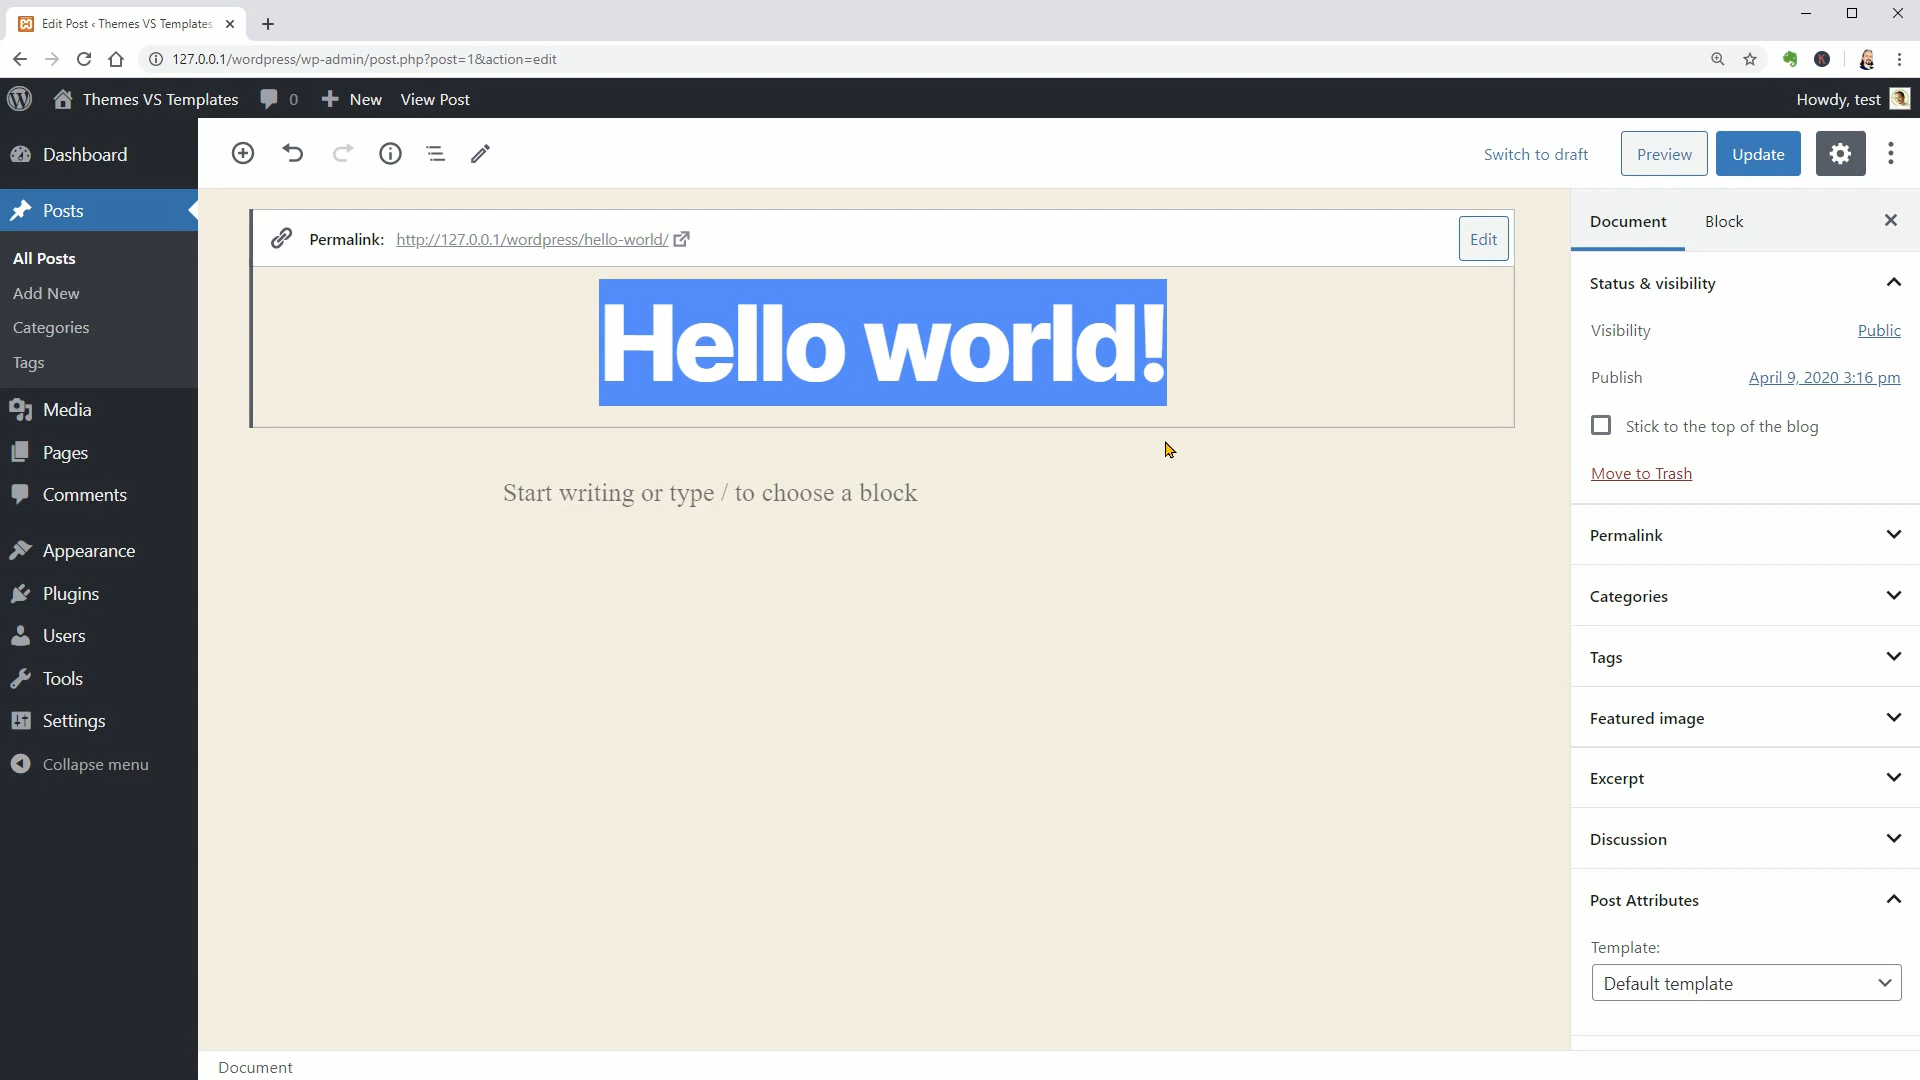 Edit Post ‹ Themes VS Templates
127.0.0.1/wordpress/wp-admin/post.php?post=1&action=edit
Themes VS Templates 0 New View Post Howdy, test
Dashboard
Posts
All Posts
Add New
Categories
Tags
Media
Pages
Comments
Appearance
Plugins
Users
Tools
Settings
Collapse menu
Switch to draft Preview Update
Permalink: http://127.0.0.1/wordpress/hello-world/ Edit
Hello world!
Start writing or type / to choose a block
Document Block
Status & visibility
Visibility Public
Publish April 9, 2020 3:16 pm
Stick to the top of the blog
Move to Trash
Permalink
Categories
Tags
Featured image
Excerpt
Discussion
Post Attributes
Template:
Default template
Document